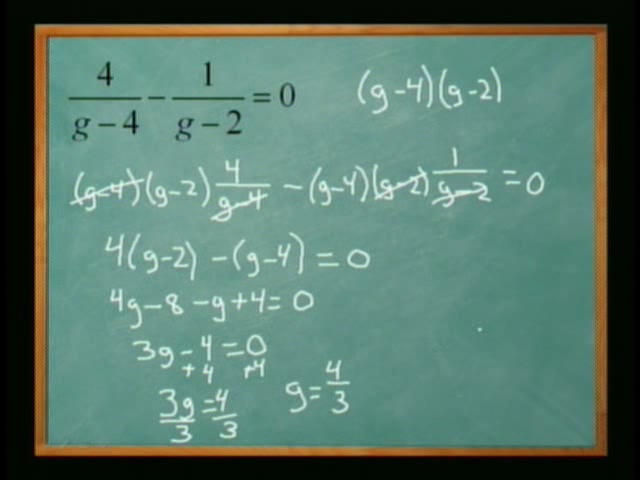 4/(g-4) - 1/(g-2) = 0
(g-4)(g-2)
(g-4)(g-2) 4/(g-4) - (g-4)(g-2) 1/(g-2) = 0
4(g-2) - (g-4) = 0
4g-8-g+4=0
3g-4=0
+4 +4
3g/3=4/3
g=4/3